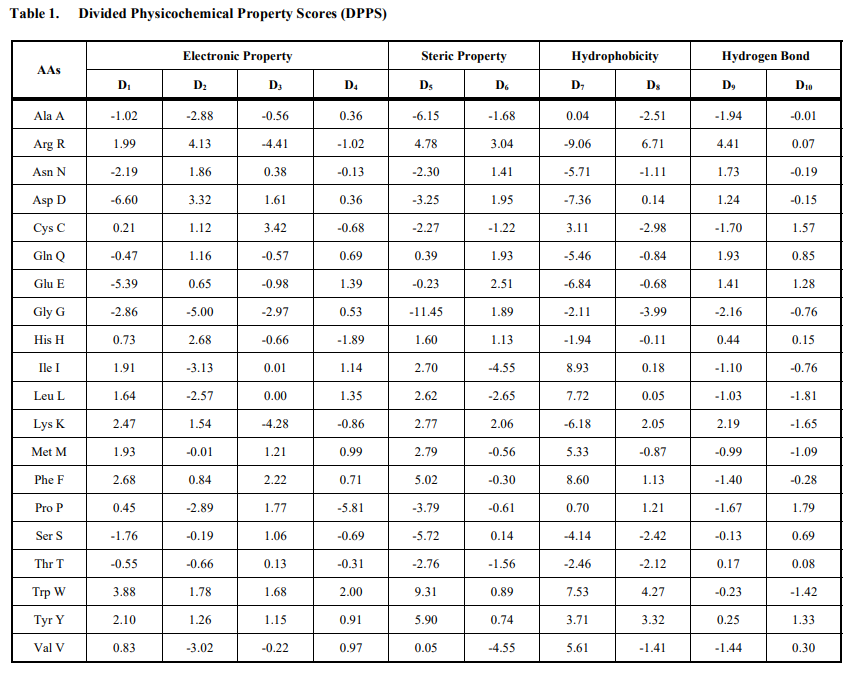 Table 1. Divided Physicochemical Property Scores (DPPS)
AAs Electronic Property Steric Property Hydrophobicity Hydrogen Bond
D₁ D₂ D₃ D₄ D₅ D₆ D₇ D₈ D₉ D₁₀
Ala A -1.02 -2.88 -0.56 0.36 -6.15 -1.68 0.04 -2.51 -1.94 -0.01
Arg R 1.99 4.13 -4.41 -1.02 4.78 3.04 -9.06 6.71 4.41 0.07
Asn N -2.19 1.86 0.38 -0.13 -2.30 1.41 -5.71 -1.11 1.73 -0.19
Asp D -6.60 3.32 1.61 0.36 -3.25 1.95 -7.36 0.14 1.24 -0.15
Cys C 0.21 1.12 3.42 -0.68 -2.27 -1.22 3.11 -2.98 -1.70 1.57
Gln Q -0.47 1.16 -0.57 0.69 0.39 1.93 -5.46 -0.84 1.93 0.85
Glu E -5.39 0.65 -0.98 1.39 -0.23 2.51 -6.84 -0.68 1.41 1.28
Gly G -2.86 -5.00 -2.97 0.53 -11.45 1.89 -2.11 -3.99 -2.16 -0.76
His H 0.73 2.68 -0.66 -1.89 1.60 1.13 -1.94 -0.11 0.44 0.15
Ile I 1.91 -3.13 0.01 1.14 2.70 -4.55 8.93 0.18 -1.10 -0.76
Leu L 1.64 -2.57 0.00 1.35 2.62 -2.65 7.72 0.05 -1.03 -1.81
Lys K 2.47 1.54 -4.28 -0.86 2.77 2.06 -6.18 2.05 2.19 -1.65
Met M 1.93 -0.01 1.21 0.99 2.79 -0.56 5.33 -0.87 -0.99 -1.09
Phe F 2.68 0.84 2.22 0.71 5.02 -0.30 8.60 1.13 -1.40 -0.28
Pro P 0.45 -2.89 1.77 -5.81 -3.79 -0.61 0.70 1.21 -1.67 1.79
Ser S -1.76 -0.19 1.06 -0.69 -5.72 0.14 -4.14 -2.42 -0.13 0.69
Thr T -0.55 -0.66 0.13 -0.31 -2.76 -1.56 -2.46 -2.12 0.17 0.08
Trp W 3.88 1.78 1.68 2.00 9.31 0.89 7.53 4.27 -0.23 -1.42
Tyr Y 2.10 1.26 1.15 0.91 5.90 0.74 3.71 3.32 0.25 1.33
Val V 0.83 -3.02 -0.22 0.97 0.05 -4.55 5.61 -1.41 -1.44 0.30